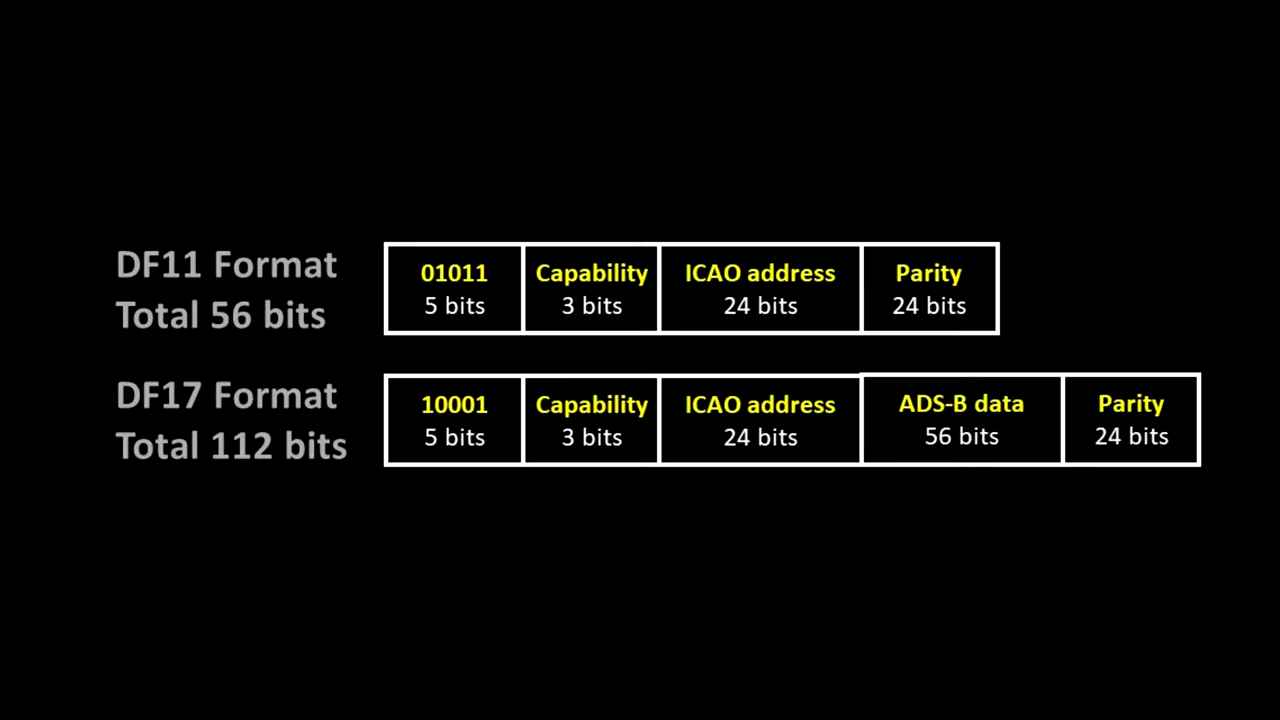 DF11 Format
Total 56 bits
01011
5 bits
Capability
3 bits
ICAO address
24 bits
Parity
24 bits
DF17 Format
Total 112 bits
10001
5 bits
Capability
3 bits
ICAO address
24 bits
ADS-B data
56 bits
Parity
24 bits